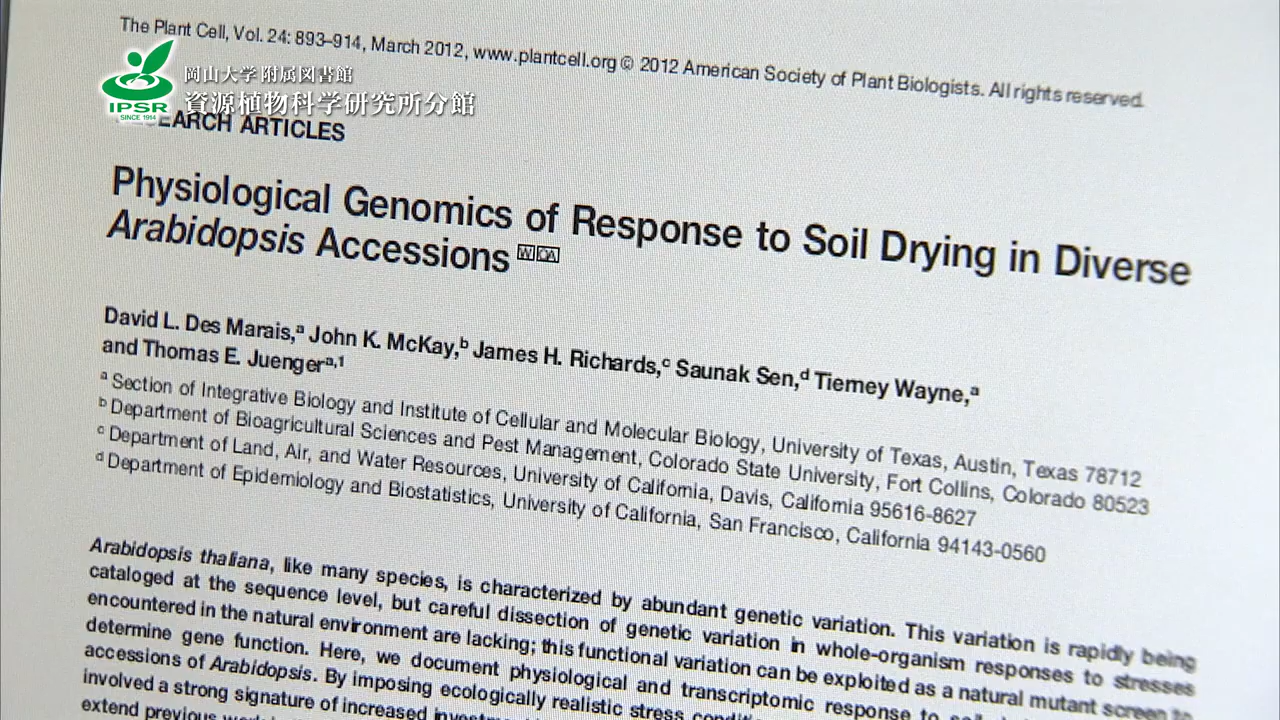 The Plant Cell, Vol. 24: 893–914, March 2012, www.plantcell.org © 2012 American Society of Plant Biologists. All rights reserved.
岡山大学 附属図書館
資源植物科学研究所分館
IPSR
SINCE 1914
EARCH ARTICLES
Physiological Genomics of Response to Soil Drying in Diverse
Arabidopsis Accessions W OA
David L. Des Marais,a John K. McKay,b James H. Richards,c Saunak Sen,d Tierney Wayne,a
and Thomas E. Juengera,1
a Section of Integrative Biology and Institute of Cellular and Molecular Biology, University of Texas, Austin, Texas 78712
b Department of Bioagricultural Sciences and Pest Management, Colorado State University, Fort Collins, Colorado 80523
c Department of Land, Air, and Water Resources, University of California, Davis, California 95616-8627
d Department of Epidemiology and Biostatistics, University of California, San Francisco, California 94143-0560
Arabidopsis thaliana, like many species, is characterized by abundant genetic variation. This variation is rapidly being
cataloged at the sequence level, but careful dissection of genetic variation in whole-organism responses to stresses
encountered in the natural environment are lacking; this functional variation can be exploited as a natural mutant screen to
determine gene function. Here, we document physiological and transcriptomic response to
accessions of Arabidopsis. By imposing ecologically realistic stress
involved a strong signature of increased
extend previous